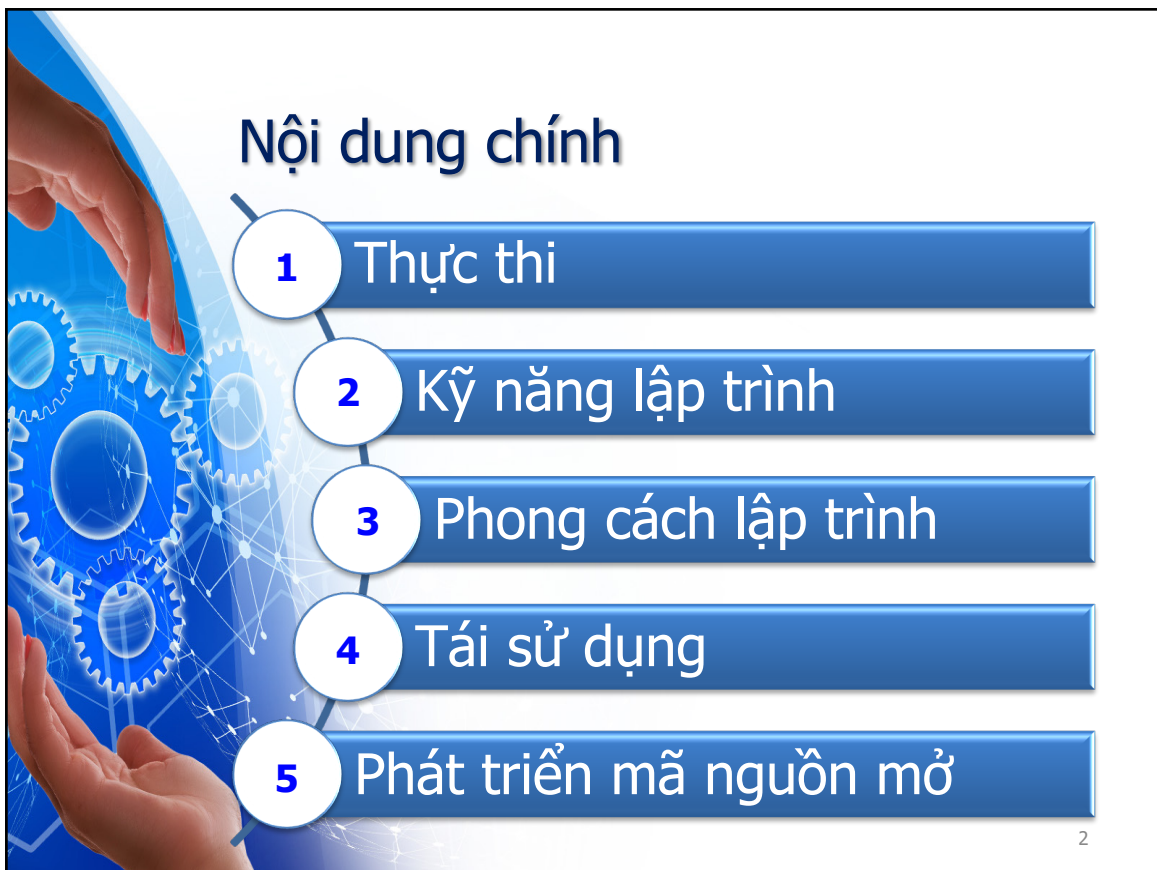 Nội dung chính
1 Thực thi
2 Kỹ năng lập trình
3 Phong cách lập trình
4 Tái sử dụng
5 Phát triển mã nguồn mở
2